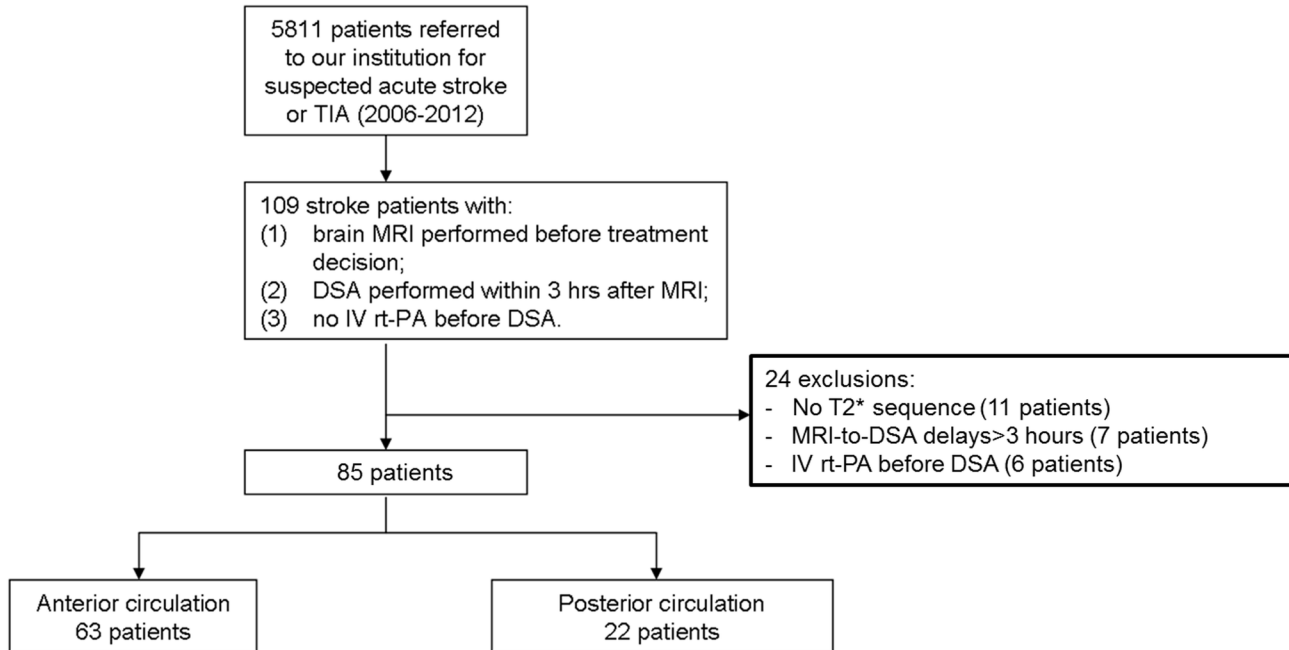 5811 patients referred
to our institution for
suspected acute stroke
or TIA (2006-2012)
109 stroke patients with:
(1) brain MRI performed before treatment
decision;
(2) DSA performed within 3 hrs after MRI;
(3) no IV rt-PA before DSA.
24 exclusions:
- No T2* sequence (11 patients)
- MRI-to-DSA delays>3 hours (7 patients)
- IV rt-PA before DSA (6 patients)
85 patients
Anterior circulation
63 patients
Posterior circulation
22 patients